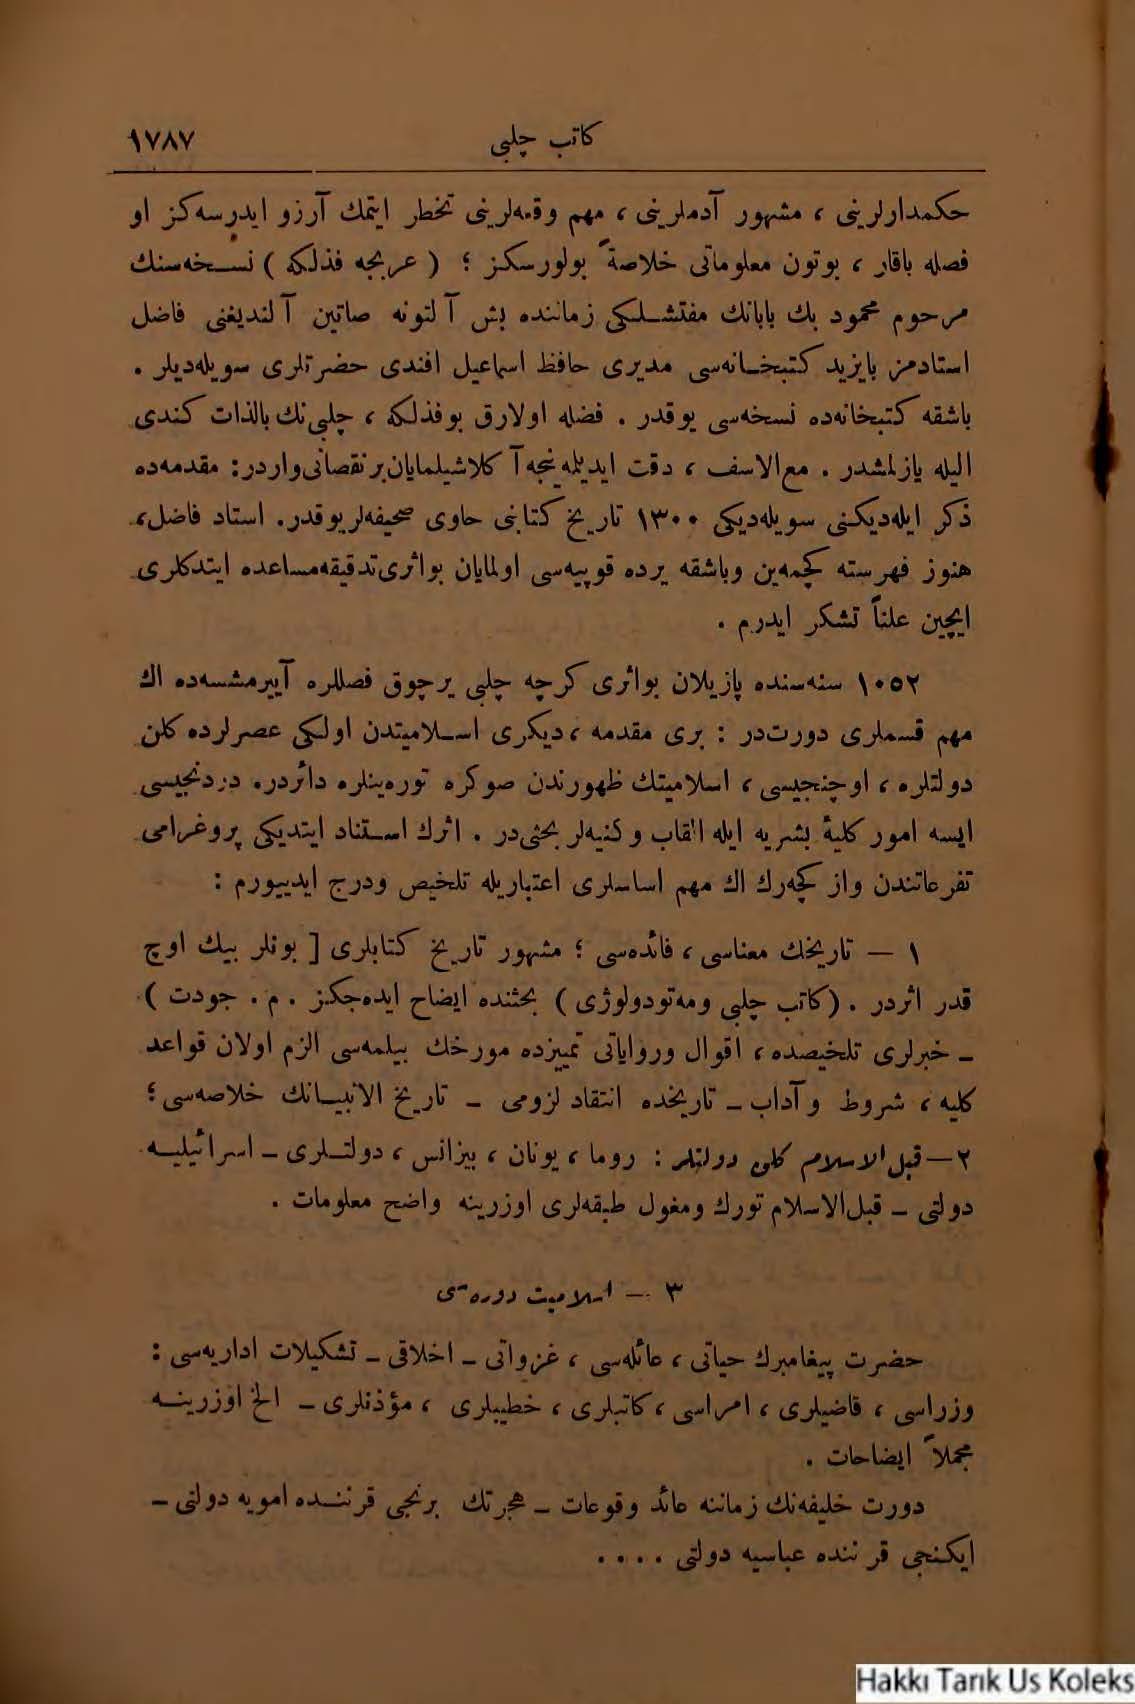 كاتب چلبی ١٧٨٧
حكمدارلرینی ، مشهور آدملرینی ، مهم وقعه‌لرینی تخطر ایتمك آرزو ایدرسه‌كز او
فصله باقار ، بوتون معلوماتی خلاصةً بولورسكز ؛ ( عربجه فذلكه ) نسخه‌سنك
مرحوم محمود بك بابانك مفتشلكی زماننده بش آلتونه صاتین آلندیغنی فاضل
استادمز بایزید كتبخانه‌سی مدیری حافظ اسماعیل افندی حضرتلری سویله‌دیلر .
باشقه كتبخانه‌ده نسخه‌سی یوقدر . فضله اولارق بوفذلكه ، چلبی‌نك بالذات كندی
الیله یازلمشدر . مع‌الاسف ، دقت ایدیلمه‌ینجه آكلاشیلمایان برنقصانی واردر: مقدمه‌ده
ذكر ایله‌دیكنی سویله‌دیكی ١٣٠٠ تاریخ كتابنی حاوی صحیفه‌لر یوقدر. استاد فاضل،
هنوز فهرسته كچمه‌ین وباشقه یرده قوپیه‌سی اولمایان بواثری تدقیقه مساعده ایتدكلری
ایچین علناً تشكر ایدرم .
١٠٥٢ سنه‌سنده یازیلان بواثری كرچه چلبی برچوق فصللره آییرمشسه‌ده اك
مهم قسملری دورت‌در : بری مقدمه ، دیكری اسلامیتدن اولكی عصرلرده كلن
دولتلره ، اوچنجیسی ، اسلامیتك ظهورندن صوكره توره‌ینلره دائردر. دردنجیسی
ایسه امور كلیهٔ بشریه ایله القاب و كنیه‌لر بحثی‌در . اثرك استناد ایتدیكی پروغرامی
تفرعاتندن واز كچه‌رك اك مهم اساسلری اعتباریله تلخیص ودرج ایدییورم :
١ — تاریخك معناسی ، فائده‌سی ؛ مشهور تاریخ كتابلری [ بونلر بیك اوچ
قدر اثردر . (كاتب چلبی ومه‌تودولوژی ) بحثنده ایضاح ایده‌جكز . م . جودت )
ـ خبرلری تلخیصده ، اقوال وروایاتی تمییزده مورخك بیلمه‌سی الزم اولان قواعد
كلیه ، شروط وآداب ـ تاریخده انتقاد لزومی ـ تاریخ الانبیانك خلاصه‌سی ؛
٢ — قبل الاسلام كلن دولتلر : روما ، یونان ، بیزانس ، دولتلری ـ اسرائیلیه
دولتی ـ قبل‌الاسلام تورك ومغول طبقه‌لری اوزرینه واضح معلومات .
٣ — اسلامیت دوره‌سی
حضرت پیغامبرك حیاتی ، عائله‌سی ، غزواتی ـ اخلاقی ـ تشكیلات اداریه‌سی :
وزراسی ، قاضیلری ، امراسی ، كاتبلری ، خطیبلری ، مؤذنلری ـ الخ اوزرینه
مجملاً ایضاحات .
دورت خلیفه‌نك زماننه عائد وقوعات ـ هجرتك برنجی قرننده امویه دولتی ـ
ایكنجی قرننده عباسیه دولتی ....
Hakkı Tarık Us Koleks